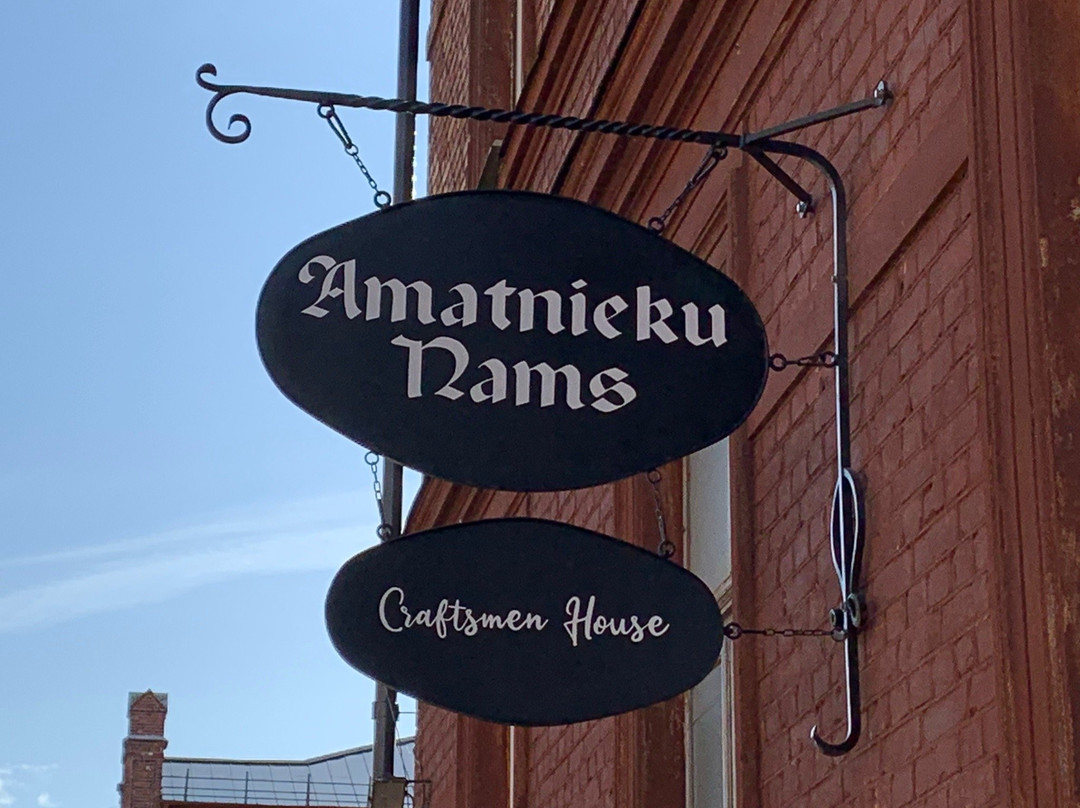 Amatnieku
Nams
Craftsmen House